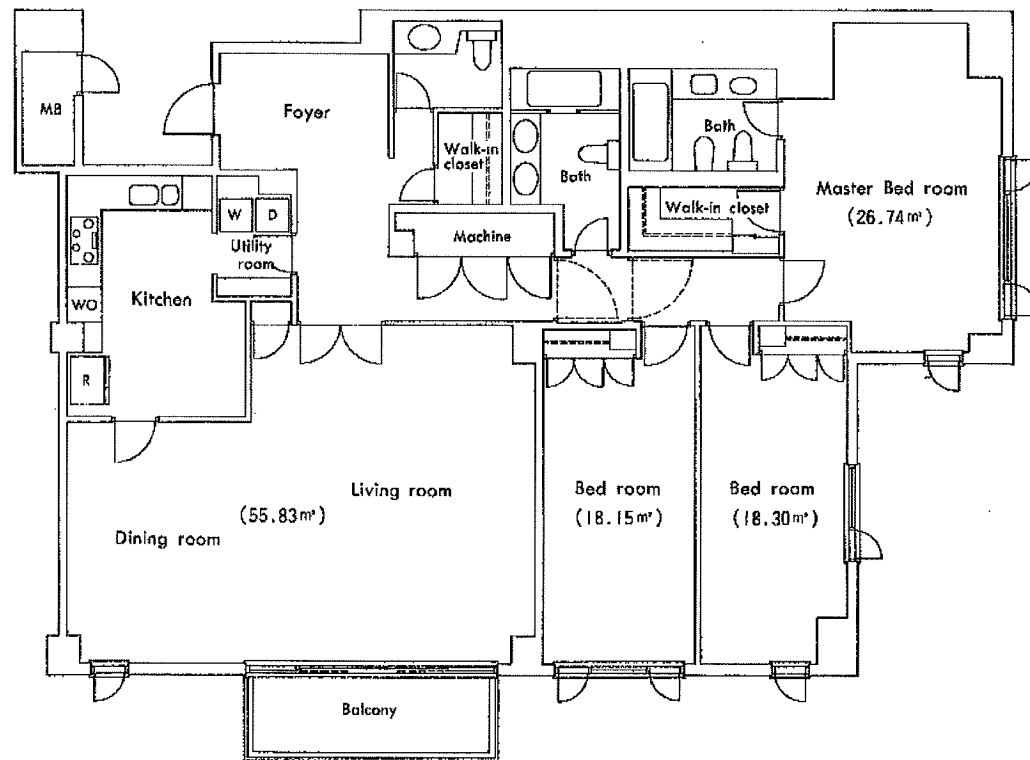 MB
Foyer
Walk-in
closet
Bath
Bath
Master Bed room
(26.74㎡)
Walk-in closet
W
D
Machine
Utility
room
Kitchen
WO
R
Living room
(55.83㎡)
Dining room
Bed room
(18.15㎡)
Bed room
(18.30㎡)
Balcony